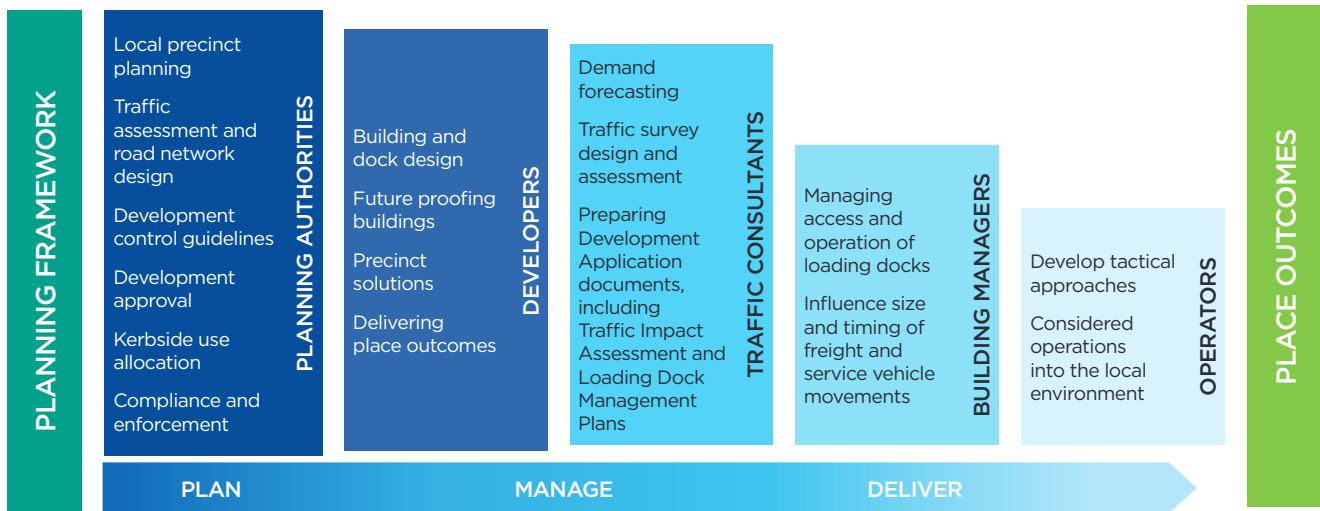 PLANNING FRAMEWORK
Local precinct
planning
Traffic
assessment and
road network
design
Development
control guidelines
Development
approval
Kerbside use
allocation
Compliance and
enforcement
PLANNING AUTHORITIES
Building and
dock design
Future proofing
buildings
Precinct
solutions
Delivering
place outcomes
DEVELOPERS
Demand
forecasting
Traffic survey
design and
assessment
Preparing
Development
Application
documents,
including
Traffic Impact
Assessment and
Loading Dock
Management
Plans
TRAFFIC CONSULTANTS
Managing
access and
operation of
loading docks
Influence size
and timing of
freight and
service vehicle
movements
BUILDING MANAGERS
Develop tactical
approaches
Considered
operations
into the local
environment
OPERATORS
PLACE OUTCOMES
PLAN
MANAGE
DELIVER